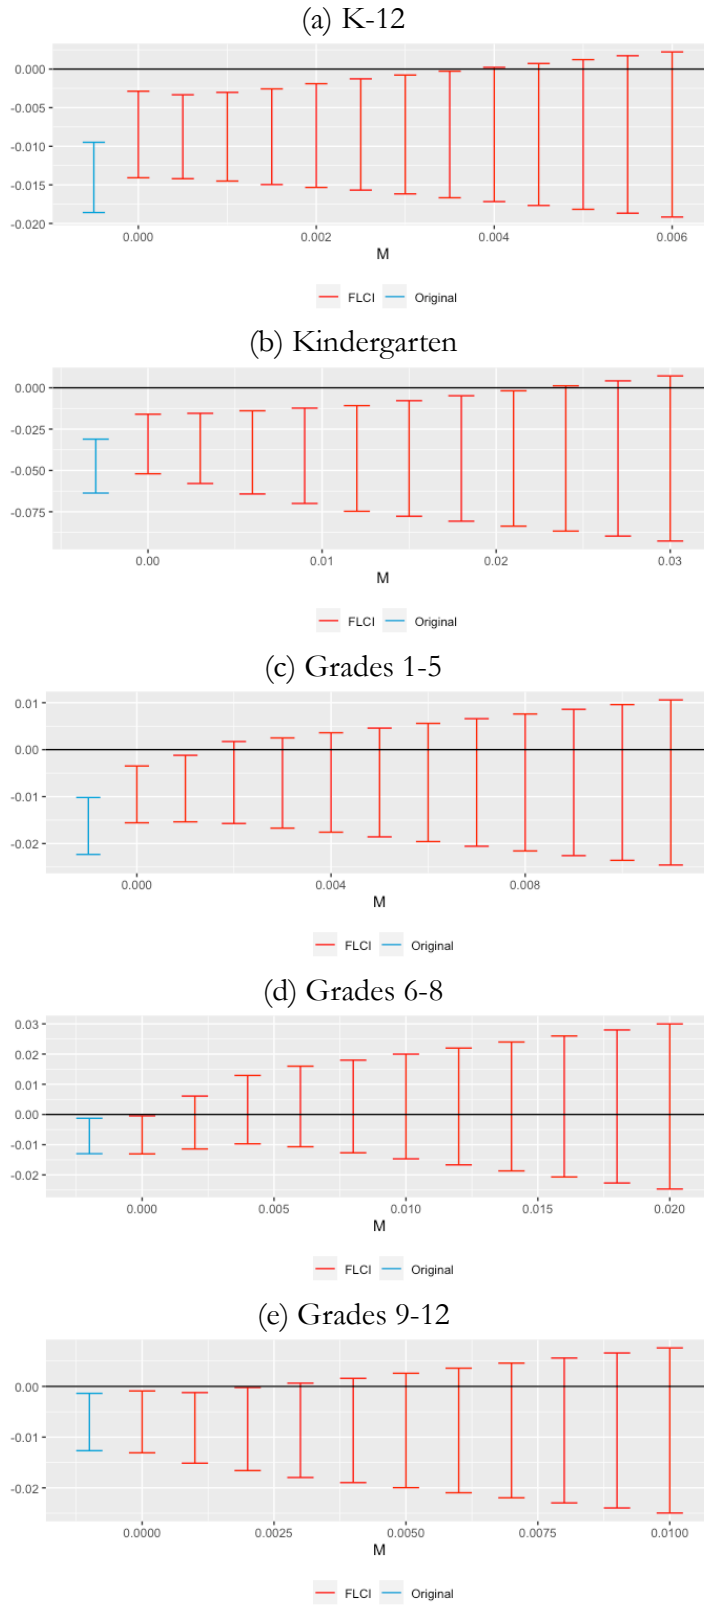 (a) K-12
0.000
-0.005
-0.010
-0.015
-0.020
0.000 0.002 0.004 0.006
M
FLCI Original
(b) Kindergarten
0.000
-0.025
-0.050
-0.075
0.00 0.01 0.02 0.03
M
FLCI Original
(c) Grades 1-5
0.01
0.00
-0.01
-0.02
0.000 0.004 0.008
M
FLCI Original
(d) Grades 6-8
0.03
0.02
0.01
0.00
-0.01
-0.02
0.000 0.005 0.010 0.015 0.020
M
FLCI Original
(e) Grades 9-12
0.00
-0.01
-0.02
0.0000 0.0025 0.0050 0.0075 0.0100
M
FLCI Original